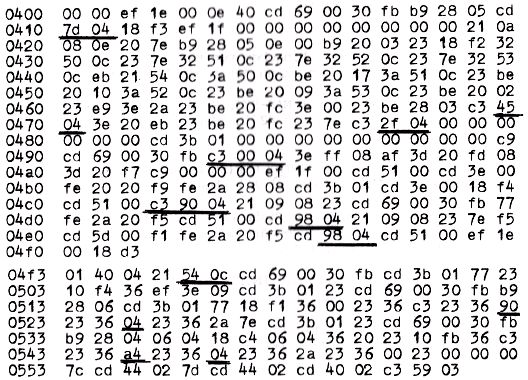 0400 00 00 ef 1e 00 0e 40 cd 69 00 30 fb b9 28 05 cd
0410 7d 04 18 f3 ef 1f 00 00 00 00 00 00 00 00 21 0a
0420 08 0e 20 7e b9 28 05 0e 00 b9 20 03 23 18 f2 32
0430 50 0c 23 7e 32 51 0c 23 7e 32 52 0c 23 7e 32 53
0440 0c eb 21 54 0c 3a 50 0c be 20 17 3a 51 0c 23 be
0450 20 10 3a 52 0c 23 be 20 09 3a 53 0c 23 be 20 02
0460 23 e9 3e 2a 23 be 20 fc 3e 00 23 be 28 03 c3 45
0470 04 3e 20 eb 23 be 20 fc 23 7e c3 2f 04 00 00 00
0480 00 00 00 cd 3b 01 00 00 00 00 00 00 00 00 00 c9
0490 cd 69 00 30 fb c3 00 04 3e ff 08 af 3d 20 fd 08
04a0 3d 20 f7 c9 00 00 00 ef 1f 00 cd 51 00 cd 3e 00
04b0 fe 20 20 f9 fe 2a 28 08 cd 3b 01 cd 3e 00 18 f4
04c0 cd 51 00 c3 90 04 21 09 08 23 cd 69 00 30 fb 77
04d0 fe 2a 20 f5 cd 51 00 cd 98 04 21 09 08 23 7e f5
04e0 cd 5d 00 f1 fe 2a 20 f5 cd 98 04 cd 51 00 ef 1e
04f0 00 18 d3
04f3 01 40 04 21 54 0c cd 69 00 30 fb cd 3b 01 77 23
0503 10 f4 36 ef 3e 09 cd 3b 01 23 cd 69 00 30 fb b9
0513 28 06 cd 3b 01 77 18 f1 36 00 23 36 c3 23 36 90
0523 23 36 04 23 36 2a 7e cd 3b 01 23 cd 69 00 30 fb
0533 b9 28 04 06 04 18 c4 06 04 36 20 23 10 fb 36 c3
0543 23 36 a4 23 36 04 23 36 2a 23 36 00 23 00 00 00
0553 7c cd 44 02 7d cd 44 02 cd 40 02 c3 59 03